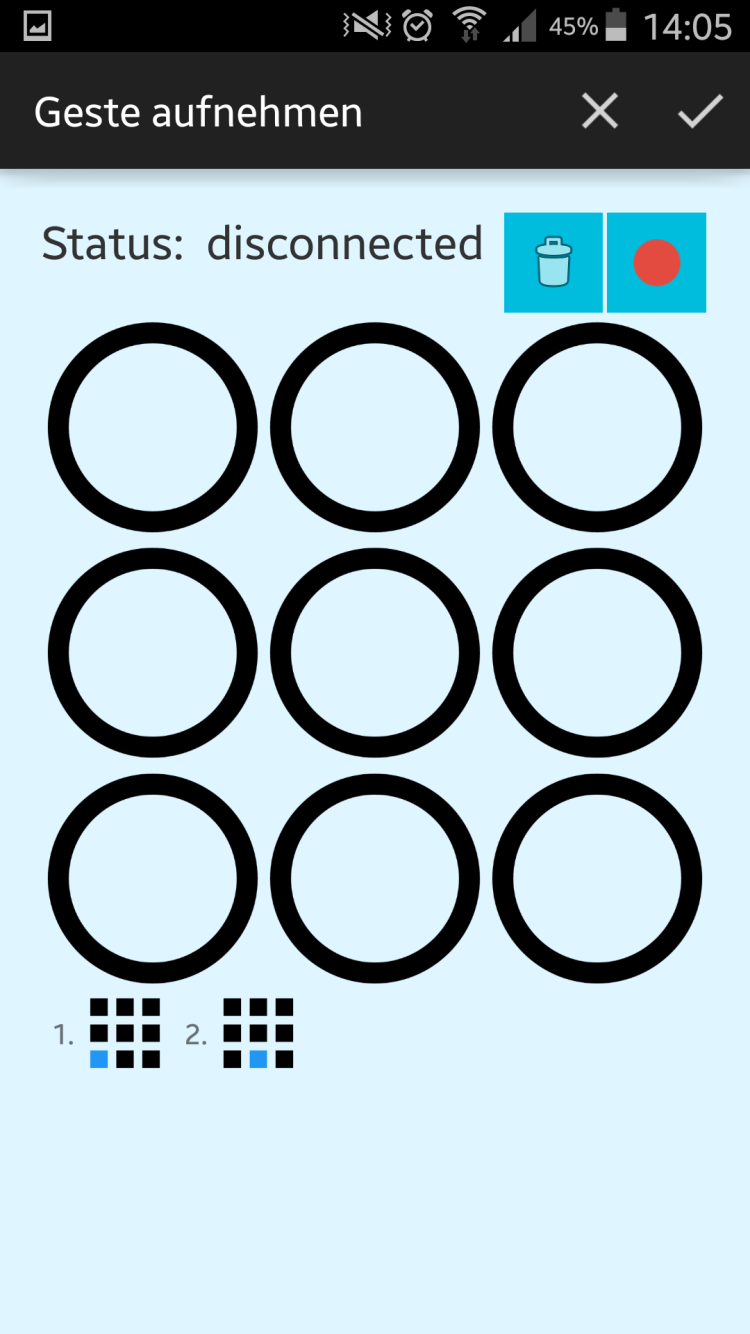 45% 14:05
Geste aufnehmen
Status: disconnected
1. 2.